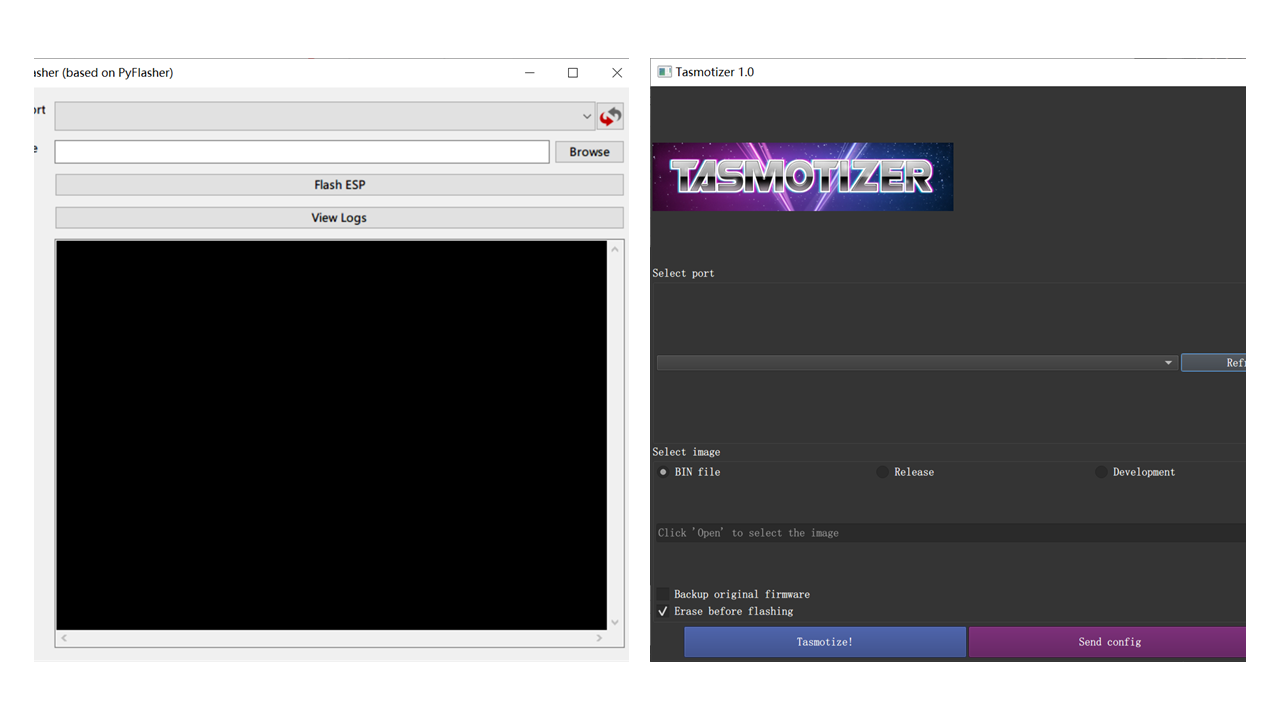 asher (based on PyFlasher)
ort
e
Browse
Flash ESP
View Logs
Tasmotizer 1.0
TASMOTIZER
Select port
Refr
Select image
BIN file
Release
Development
Click 'Open' to select the image
Backup original firmware
Erase before flashing
Tasmotize!
Send config